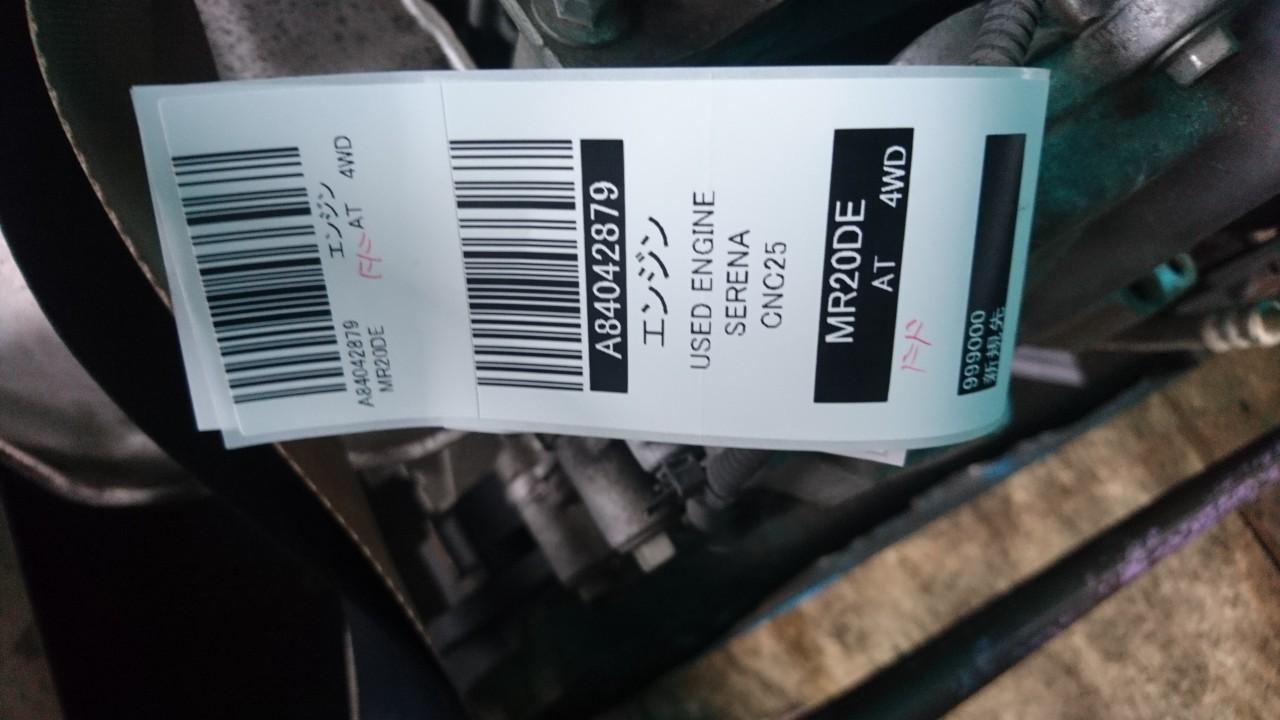 A84042879
エンジン
USED ENGINE
SERENA
CNC25
MR20DE
AT 4WD
999000
新規先
A84042879 エンジン
MR20DE AT 4WD